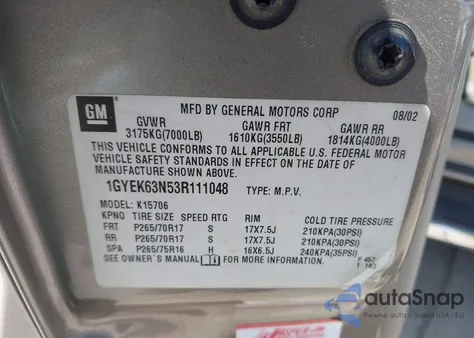 GM
MFD BY GENERAL MOTORS CORP 08/02
GVWR GAWR FRT GAWR RR
3175KG(7000LB) 1610KG(3550LB) 1814KG(4000LB)
THIS VEHICLE CONFORMS TO ALL APPLICABLE U.S. FEDERAL MOTOR
VEHICLE SAFETY STANDARDS IN EFFECT ON THE DATE OF
MANUFACTURE SHOWN ABOVE.
1GYEK63N53R111048 TYPE: M.P.V.
MODEL: K15706
KPNQ TIRE SIZE SPEED RTG RIM COLD TIRE PRESSURE
FRT P265/70R17 S 17X7.5J 210KPA(30PSI)
RR P265/70R17 S 17X7.5J 210KPA(30PSI)
SPA P265/75R16 H 16X6.5J 240KPA(35PSI)
SEE OWNER'S MANUAL FOR MORE INFORMATION
autoSnap